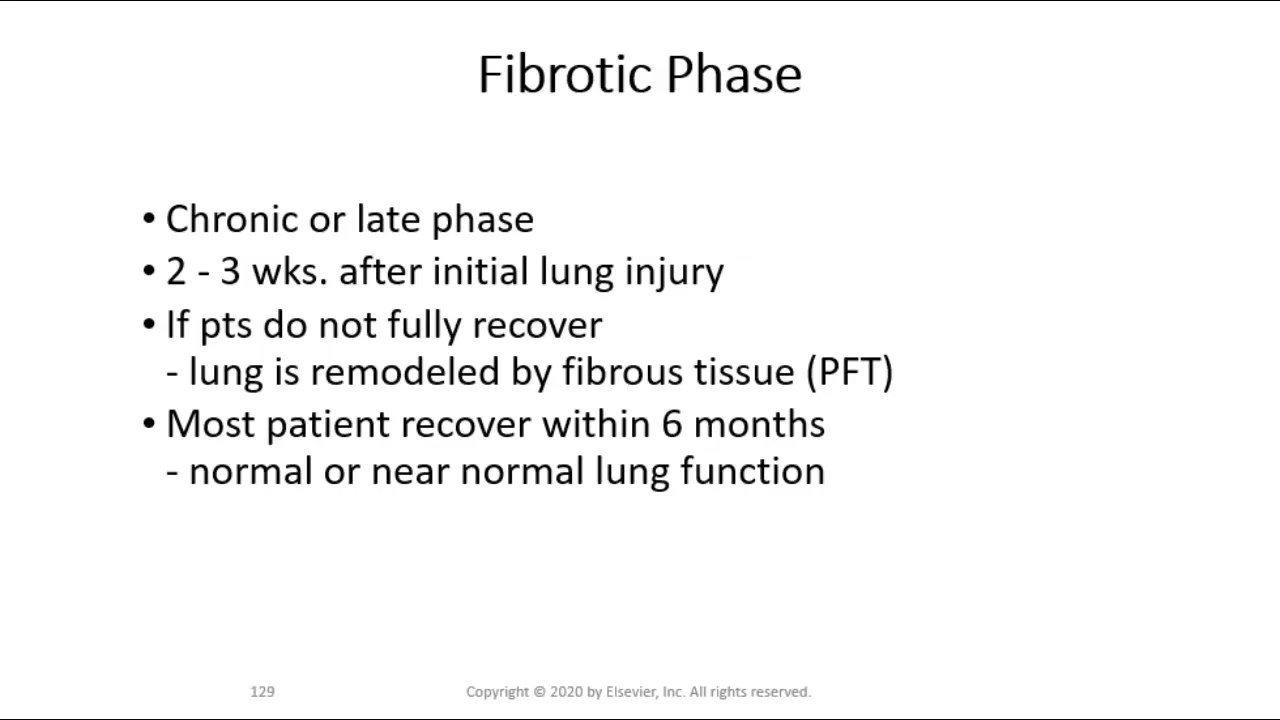 Fibrotic Phase
• Chronic or late phase
• 2 - 3 wks. after initial lung injury
• If pts do not fully recover
- lung is remodeled by fibrous tissue (PFT)
• Most patient recover within 6 months
- normal or near normal lung function
129
Copyright © 2020 by Elsevier, Inc. All rights reserved.